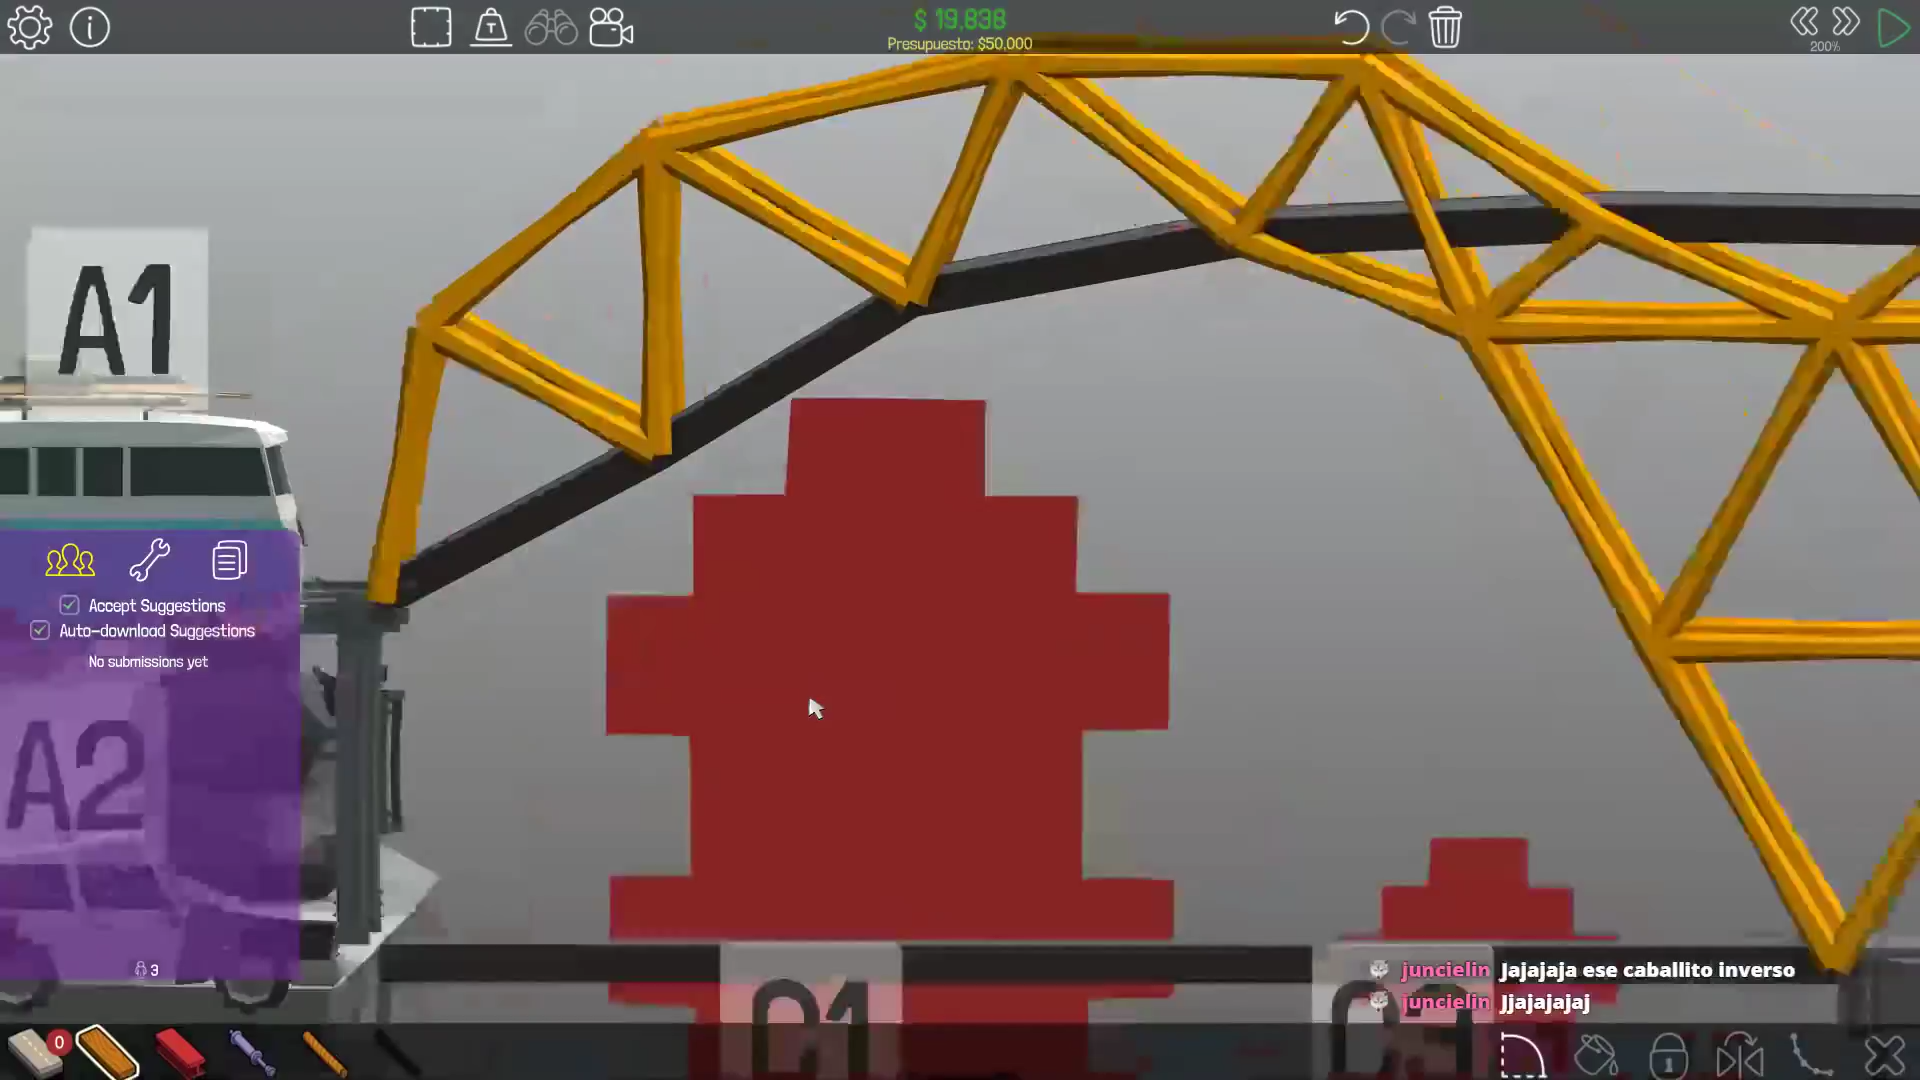 $ 19.838
Presupuesto: $50,000
200%
A1
Accept Suggestions
Auto-download Suggestions
No submissions yet
A2
3
juncielin Jajajaja ese caballito inverso
juncielin Jjajajajaj
C1
0